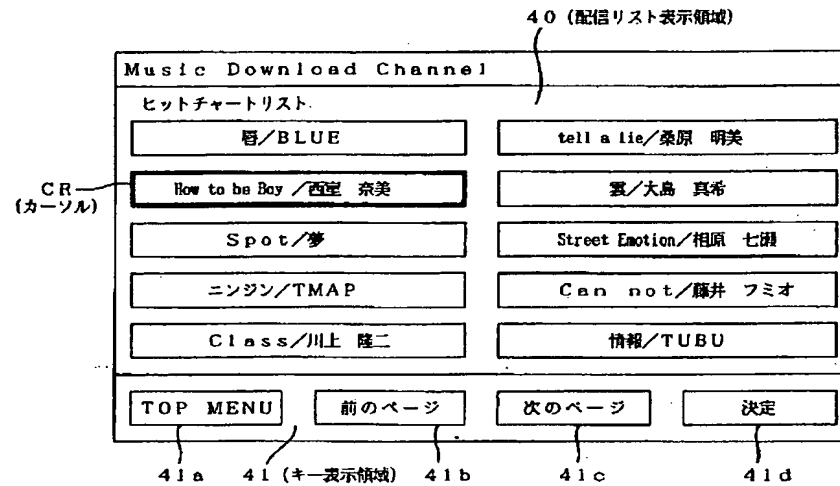 40(配信リスト表示領域)
Music Download Channel
ヒットチャートリスト
唇/BLUE
tell a lie/桑原 明美
CR
(カーソル)
How to be Boy /西室 奈美
雲/大島 真希
Spot/夢
Street Emotion/相原 七瀬
ニンジン/TMAP
Can not/藤井 フミオ
Class/川上 隆二
情報/TUBU
TOP MENU
前のページ
次のページ
決定
41a
41(キー表示領域)
41b
41c
41d